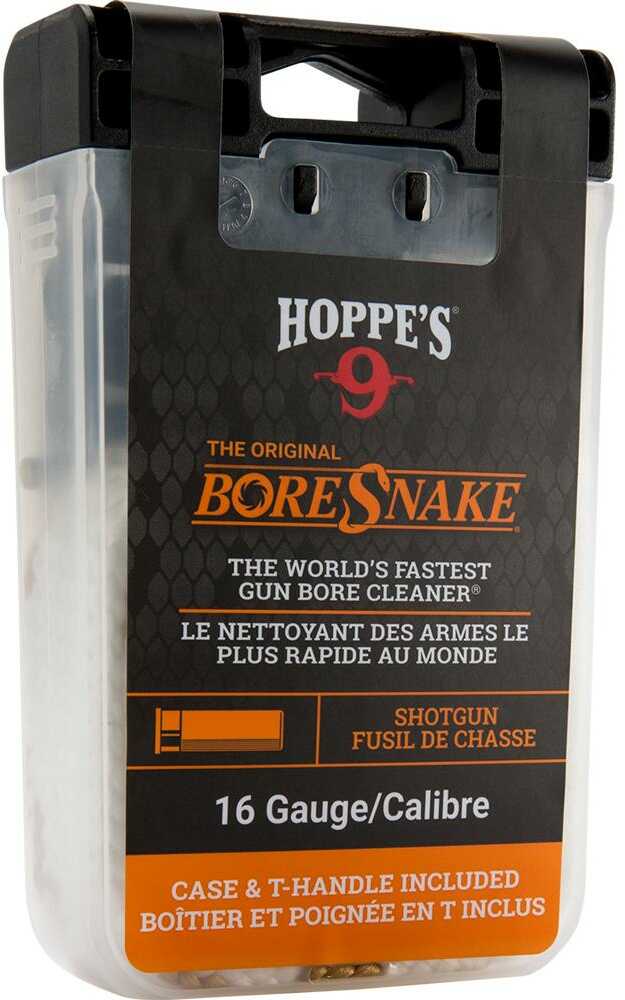 HOPPE'S®
9
THE ORIGINAL
BORESNAKE®
THE WORLD'S FASTEST
GUN BORE CLEANER®
LE NETTOYANT DES ARMES LE
PLUS RAPIDE AU MONDE
SHOTGUN
FUSIL DE CHASSE
16 Gauge/Calibre
CASE & T-HANDLE INCLUDED
BOÎTIER ET POIGNÉE EN T INCLUS